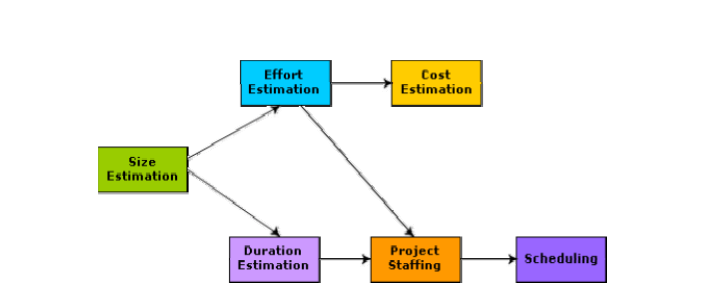 Effort
Estimation
Cost
Estimation
Size
Estimation
Duration
Estimation
Project
Staffing
Scheduling